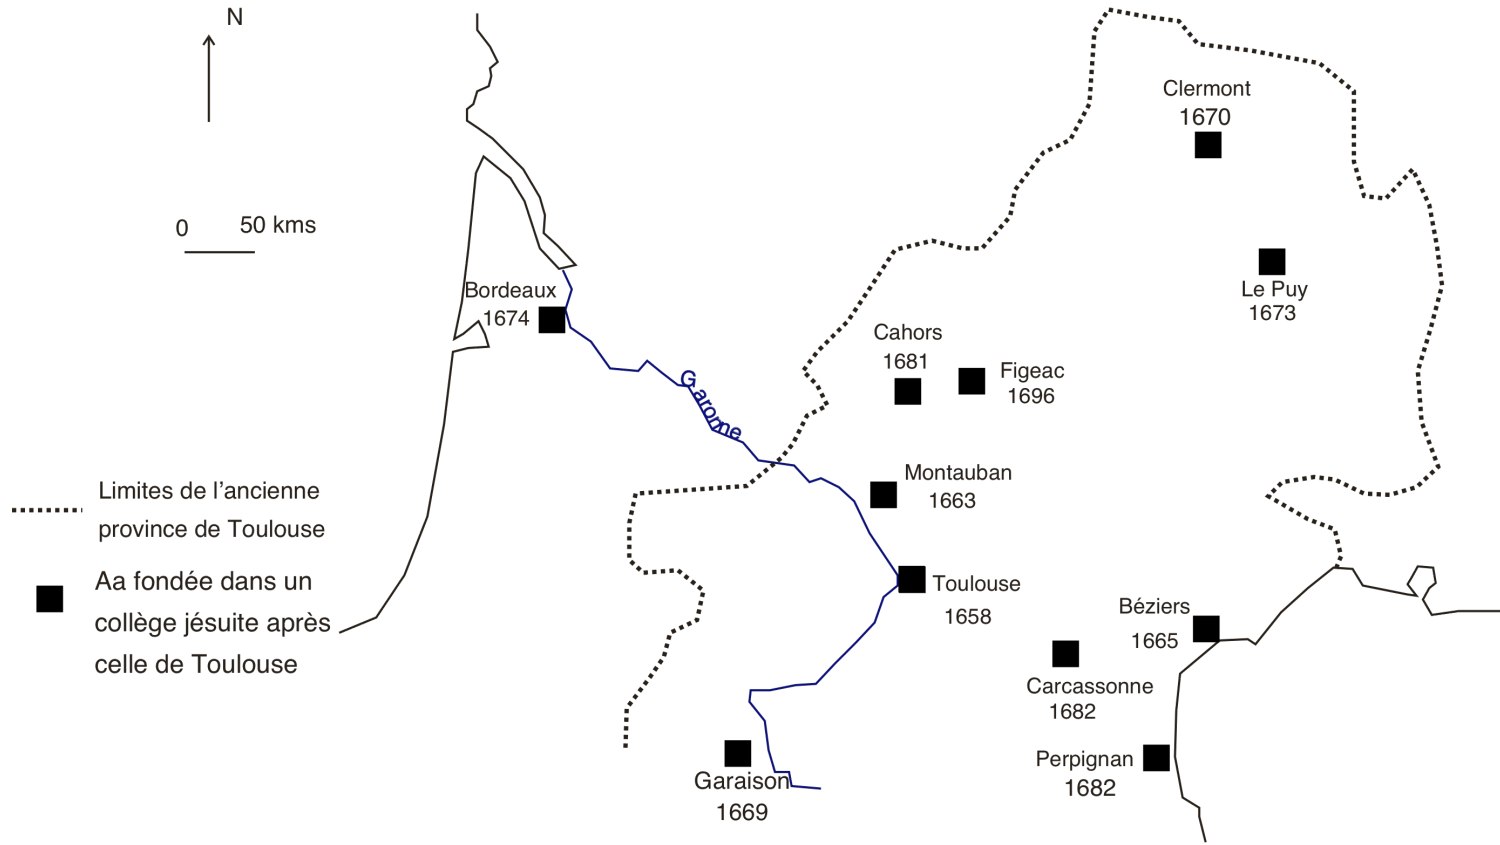 N
Clermont
1670
0
50 kms
Bordeaux
1674
Le Puy
1673
Cahors
1681
Figeac
1696
Garonne
Montauban
1663
Limites de l’ancienne
province de Toulouse
Aa fondée dans un
collège jésuite après
celle de Toulouse
Toulouse
1658
Béziers
1665
Carcassonne
1682
Perpignan
1682
Garaison
1669